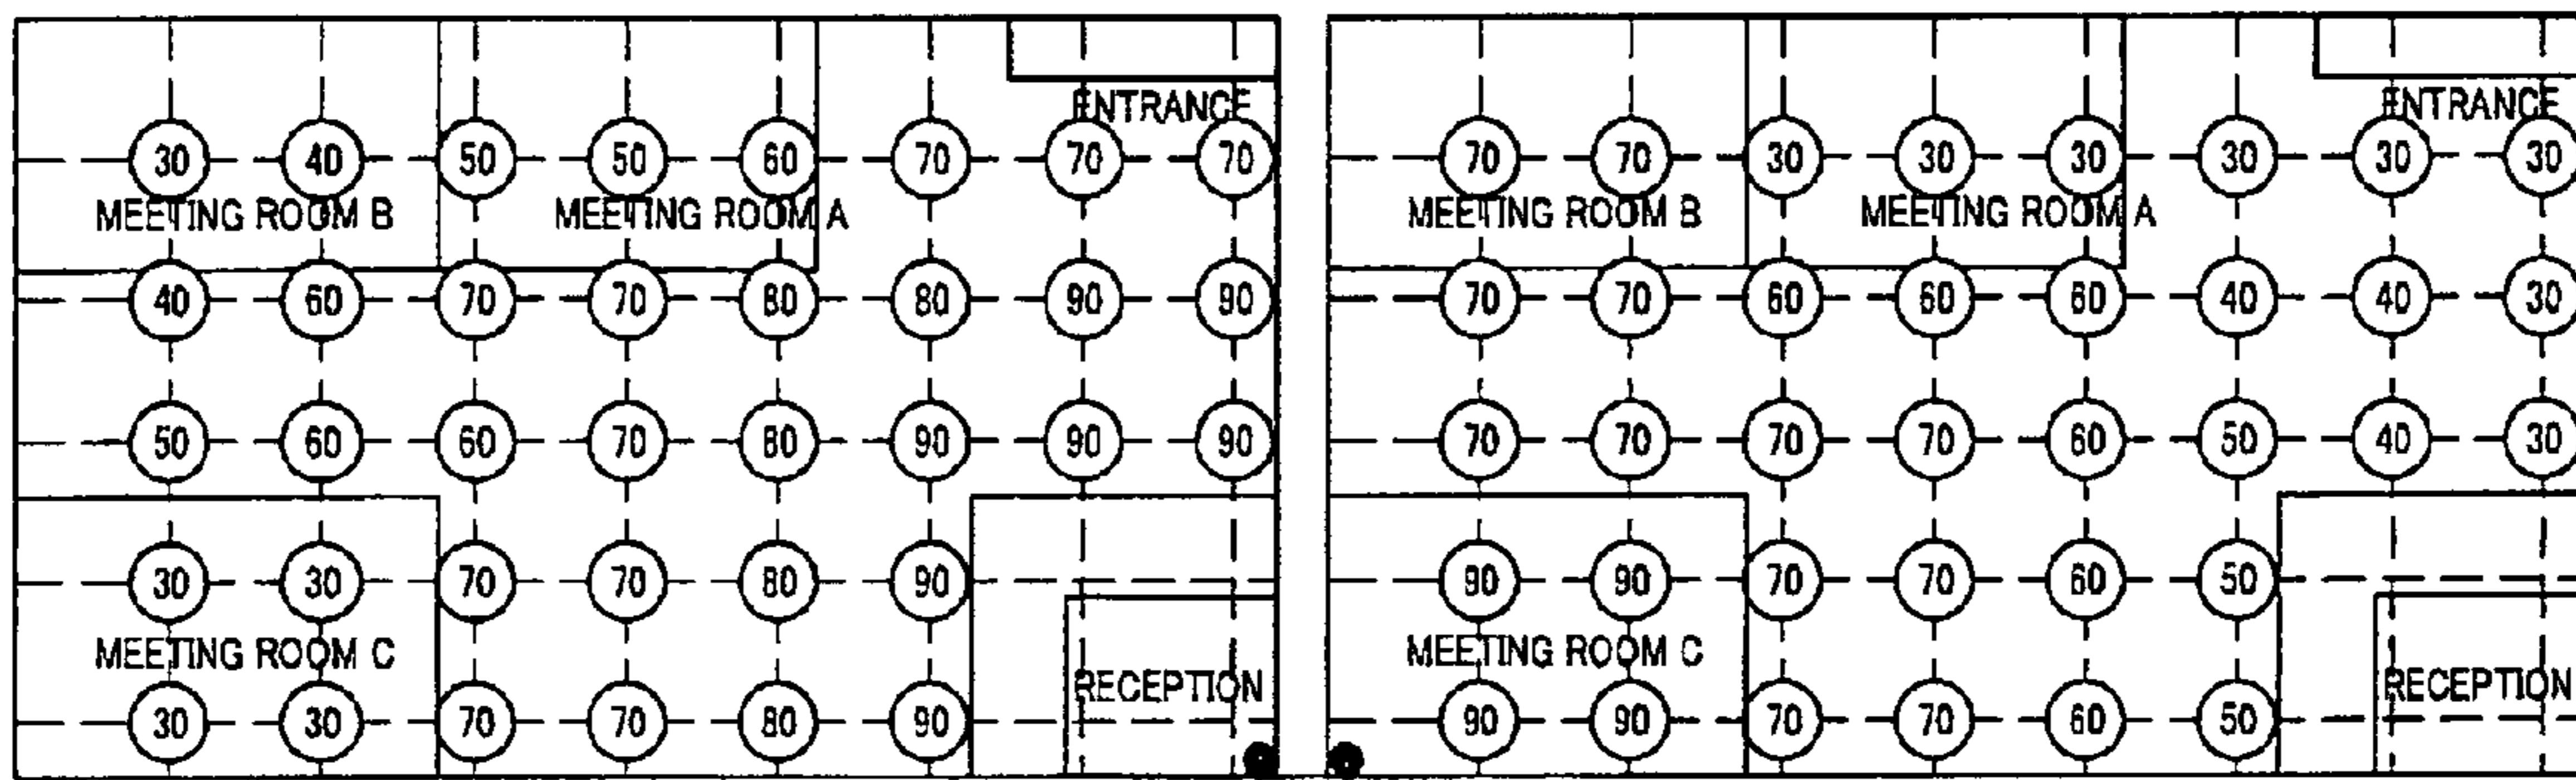 ENTRANCE ENTRANCE
30 40 50 50 60 70 70 70 70 70 30 30 30 30 30 30
MEETING ROOM B MEETING ROOM A MEETING ROOM B MEETING ROOM A
40 60 70 70 80 80 90 90 70 70 60 60 60 40 40 30
50 60 60 70 80 90 90 90 70 70 70 70 60 50 40 30
30 30 70 70 80 90 90 90 70 70 60 50
MEETING ROOM C MEETING ROOM C
RECEPTION RECEPTION
30 30 70 70 80 90 90 90 70 70 60 50